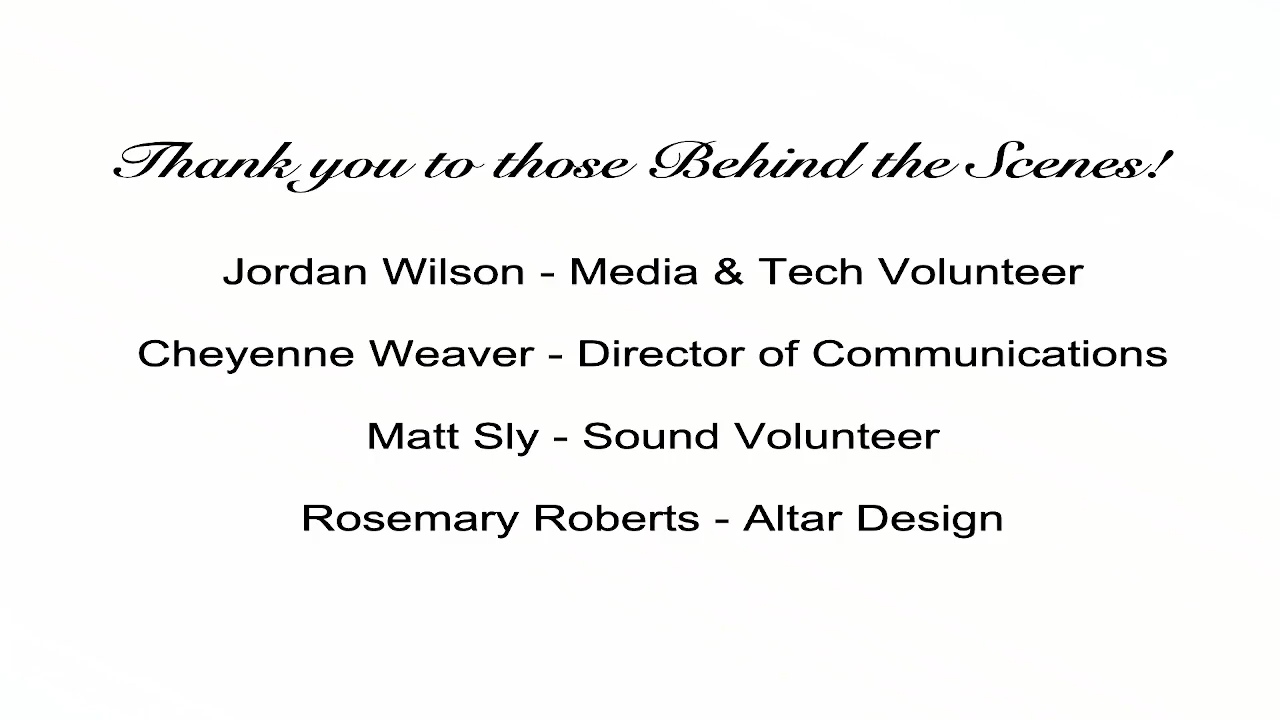 Thank you to those Behind the Scenes!
Jordan Wilson - Media & Tech Volunteer
Cheyenne Weaver - Director of Communications
Matt Sly - Sound Volunteer
Rosemary Roberts - Altar Design